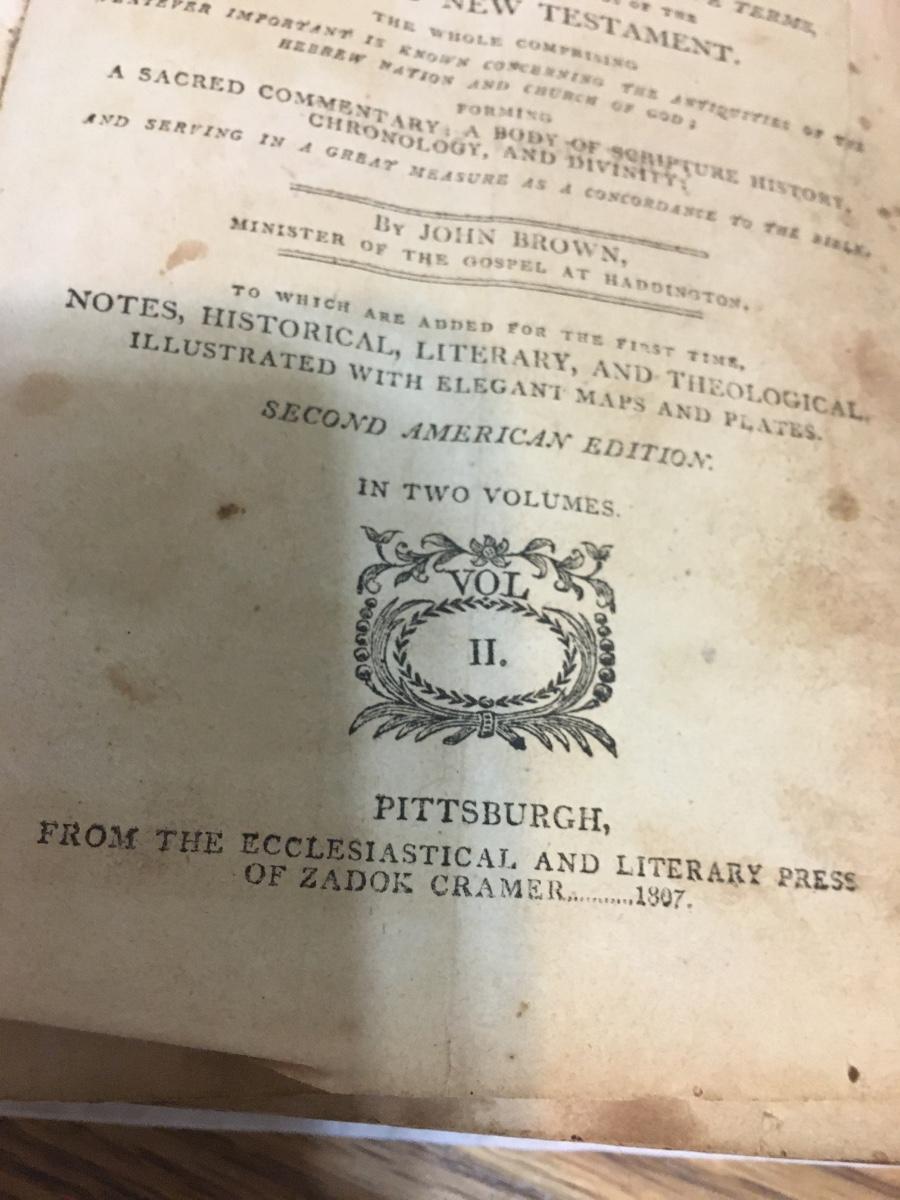 OF THE
TERMS,
NEW TESTAMENT.
THE WHOLE COMPRISING
WHATEVER IMPORTANT IS KNOWN CONCERNING THE ANTIQUITIES OF THE
HEBREW NATION AND CHURCH OF GOD;
FORMING
A SACRED COMMENTARY; A BODY OF SCRIPTURE HISTORY,
CHRONOLOGY, AND DIVINITY;
AND SERVING IN A GREAT MEASURE AS A CONCORDANCE TO THE BIBLE.
BY JOHN BROWN,
MINISTER OF THE GOSPEL AT HADDINGTON.
TO WHICH ARE ADDED FOR THE FIRST TIME,
NOTES, HISTORICAL, LITERARY, AND THEOLOGICAL.
ILLUSTRATED WITH ELEGANT MAPS AND PLATES.
SECOND AMERICAN EDITION.
IN TWO VOLUMES.
VOL
II.
PITTSBURGH,
FROM THE ECCLESIASTICAL AND LITERARY PRESS
OF ZADOK CRAMER..........1807.